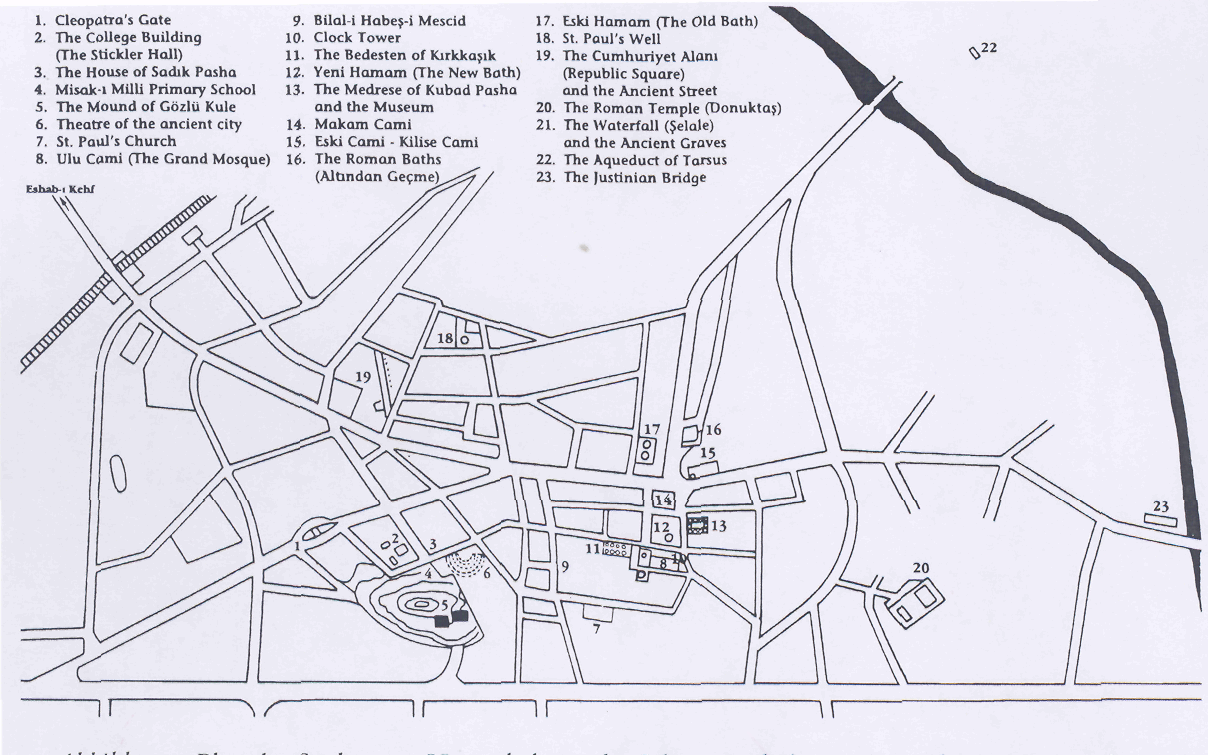 1. Cleopatra's Gate
2. The College Building
(The Stickler Hall)
3. The House of Sadık Pasha
4. Misak-ı Milli Primary School
5. The Mound of Gözlü Kule
6. Theatre of the ancient city
7. St. Paul's Church
8. Ulu Cami (The Grand Mosque)
9. Bilal-i Habeş-i Mescid
10. Clock Tower
11. The Bedesten of Kırkkaşık
12. Yeni Hamam (The New Bath)
13. The Medrese of Kubad Pasha
and the Museum
14. Makam Cami
15. Eski Cami - Kilise Cami
16. The Roman Baths
(Altından Geçme)
17. Eski Hamam (The Old Bath)
18. St. Paul's Well
19. The Cumhuriyet Alanı
(Republic Square)
and the Ancient Street
20. The Roman Temple (Donuktaş)
21. The Waterfall (Şelale)
and the Ancient Graves
22. The Aqueduct of Tarsus
23. The Justinian Bridge
Eshab-ı Kehf
22
18
19
17
16
15
14
23
13
12
2
3
1
11
10
8
9
4
6
20
5
7